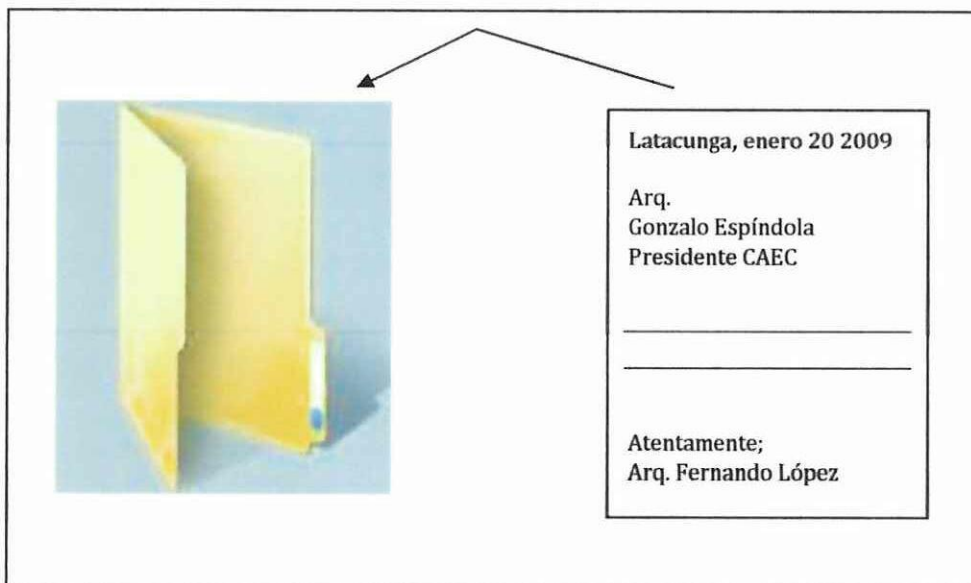 Latacunga, enero 20 2009
Arq.
Gonzalo Espíndola
Presidente CAEC
Atentamente;
Arq. Fernando López